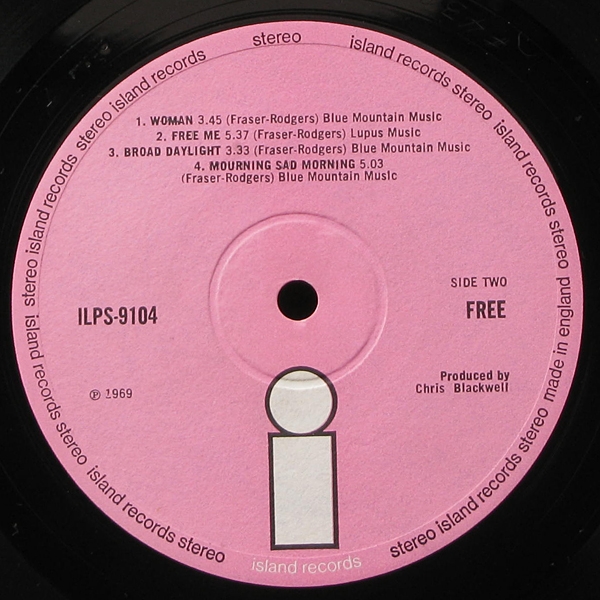 stereo island records stereo island records stereo island records stereo made in england stereo island records stereo
island records
island records stereo island records stereo island records
1. WOMAN 3.45 (Fraser-Rodgers) Blue Mountain Music
2. FREE ME 5.37 (Fraser-Rodgers) Lupus Music
3. BROAD DAYLIGHT 3.33 (Fraser-Rodgers) Blue Mountain Music
4. MOURNING SAD MORNING 5.03
(Fraser-Rodgers) Blue Mountain Music
SIDE TWO
ILPS-9104
FREE
Produced by
Chris Blackwell
℗ 1969
island records stereo